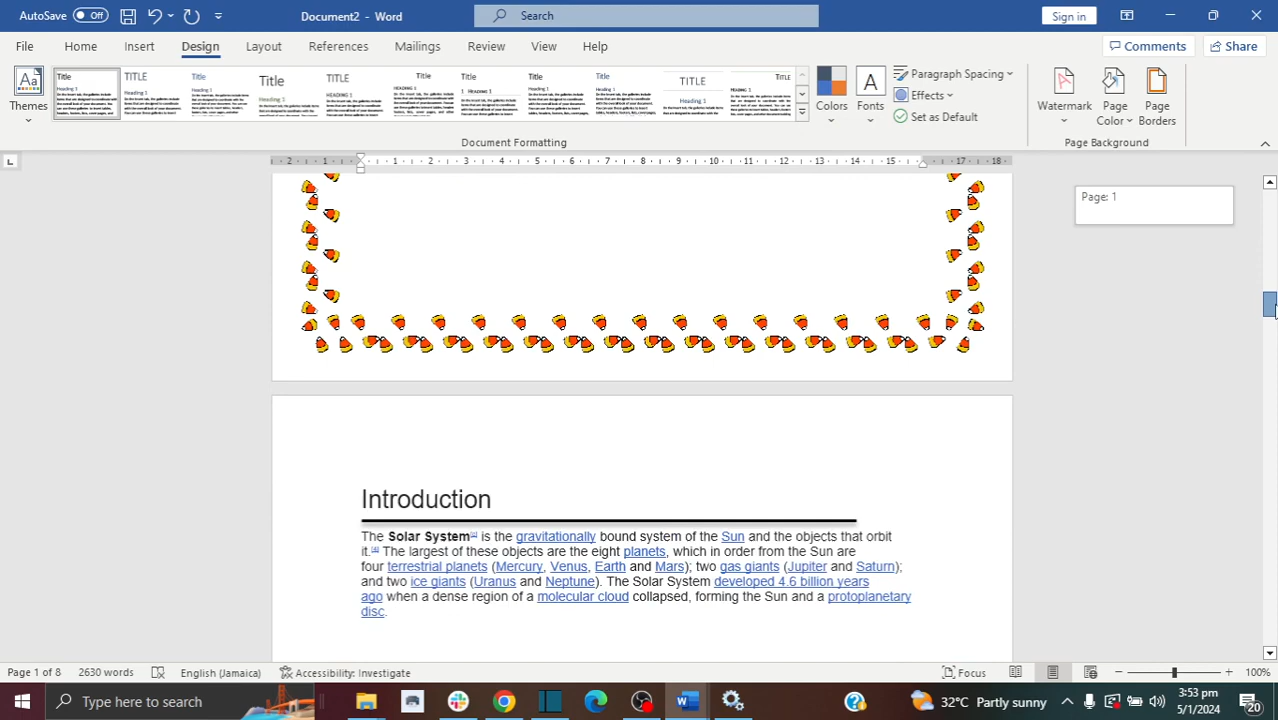 AutoSave Off Document2 - Word Search Sign in
File Home Insert Design Layout References Mailings Review View Help Comments Share
Themes Colors Fonts Paragraph Spacing Effects Set as Default Watermark Page Color Page Borders
Document Formatting Page Background
Page: 1
Introduction
The Solar System[c] is the gravitationally bound system of the Sun and the objects that orbit
it.[d] The largest of these objects are the eight planets, which in order from the Sun are
four terrestrial planets (Mercury, Venus, Earth and Mars); two gas giants (Jupiter and Saturn);
and two ice giants (Uranus and Neptune). The Solar System developed 4.6 billion years
ago when a dense region of a molecular cloud collapsed, forming the Sun and a protoplanetary
disc.
Page 1 of 8 2630 words English (Jamaica) Accessibility: Investigate Focus 100%
Type here to search 32°C Partly sunny 3:53 pm
5/1/2024 20